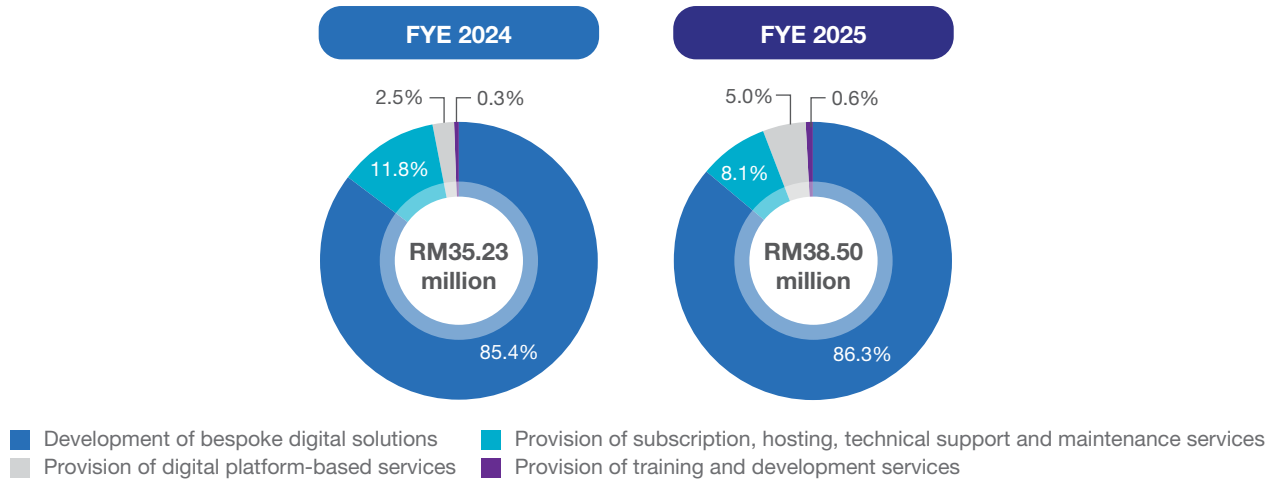 FYE 2024
FYE 2025
2.5%
0.3%
5.0%
0.6%
11.8%
8.1%
RM35.23
million
RM38.50
million
85.4%
86.3%
Development of bespoke digital solutions
Provision of subscription, hosting, technical support and maintenance services
Provision of digital platform-based services
Provision of training and development services